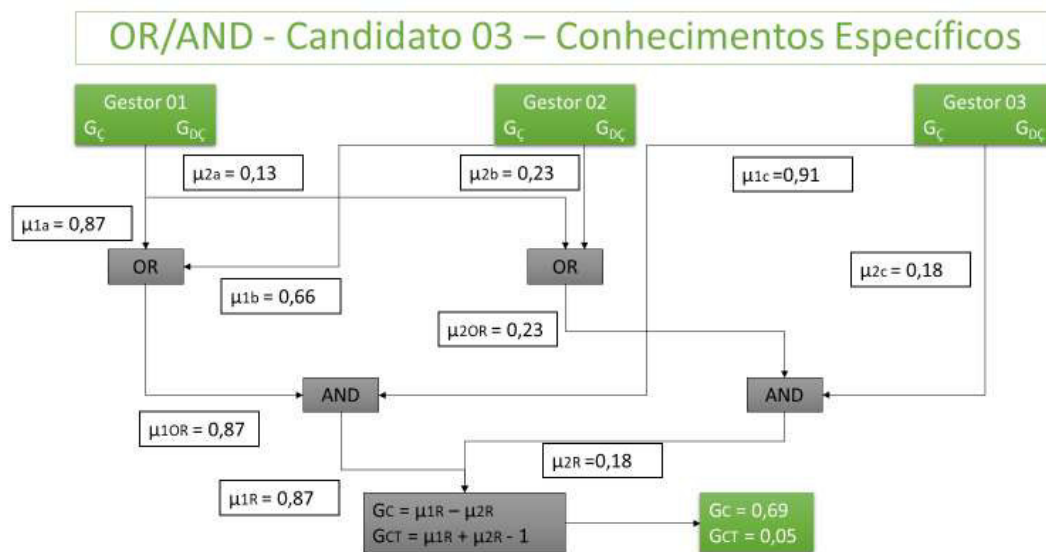 OR/AND - Candidato 03 – Conhecimentos Específicos
Gestor 01
GÇ GDÇ
Gestor 02
GÇ GDÇ
Gestor 03
GÇ GDÇ
µ2a = 0,13
µ2b = 0,23
µ1c=0,91
µ1a = 0,87
OR
OR
µ2c = 0,18
µ1b = 0,66
µ2OR = 0,23
AND
AND
µ1OR = 0,87
µ2R =0,18
µ1R = 0,87
GC = µ1R – µ2R
GCT = µ1R + µ2R - 1
GC = 0,69
GCT = 0,05